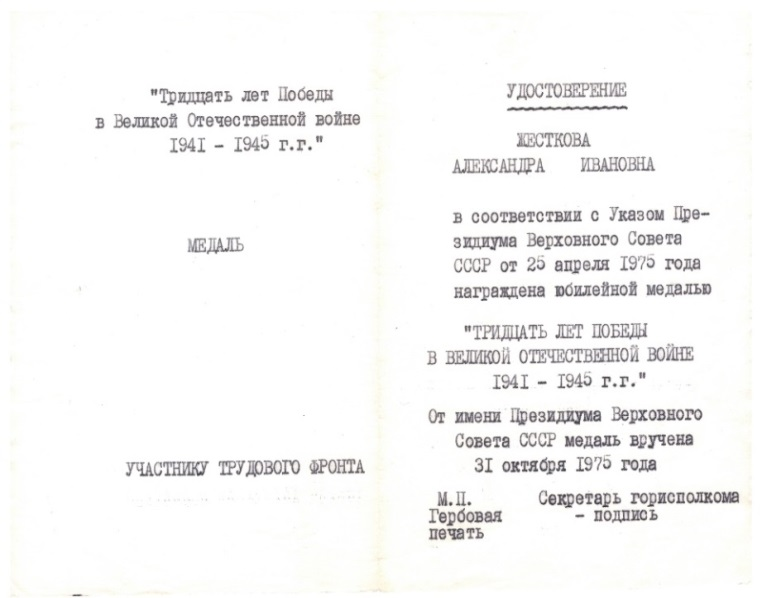 "Тридцать лет Победы
в Великой Отечественной войне
1941 - 1945 г.г."
МЕДАЛЬ
УЧАСТНИКУ ТРУДОВОГО ФРОНТА
УДОСТОВЕРЕНИЕ
ЖЕСТКОВА
АЛЕКСАНДРА ИВАНОВНА
в соответствии с Указом Пре-
зидиума Верховного Совета
СССР от 25 апреля 1975 года
награждена юбилейной медалью
"ТРИДЦАТЬ ЛЕТ ПОБЕДЫ
В ВЕЛИКОЙ ОТЕЧЕСТВЕННОЙ ВОЙНЕ
1941 - 1945 г.г."
От имени Президиума Верховного
Совета СССР медаль вручена
31 октября 1975 года
М.П. Секретарь горисполкома
Гербовая - подпись
печать